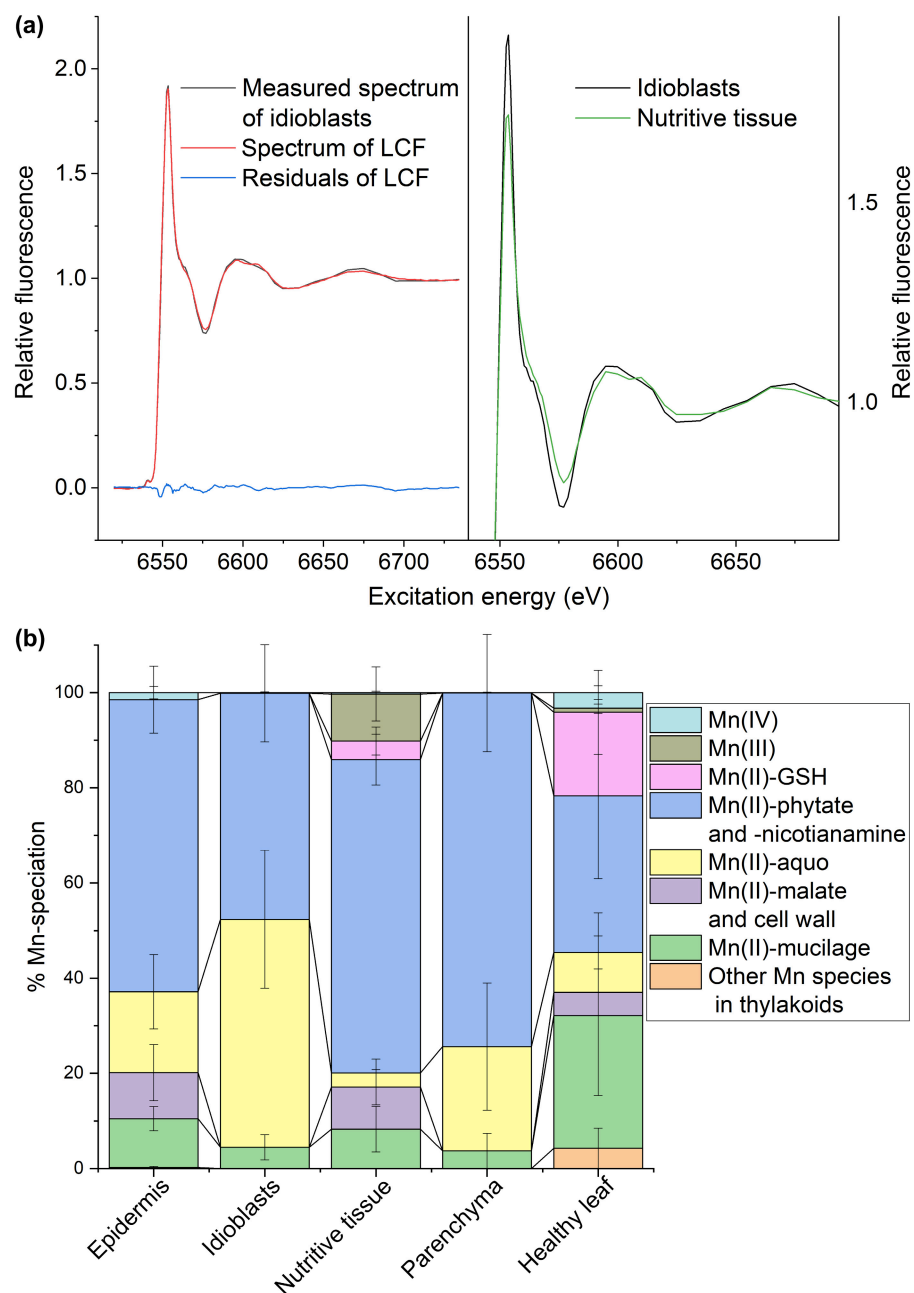 (a)
2.0
1.5
1.0
0.5
0.0
Relative fluorescence
Measured spectrum
of idioblasts
Spectrum of LCF
Residuals of LCF
6550
6600
6650
6700
Idioblasts
Nutritive tissue
1.5
1.0
Relative fluorescence
6550
6600
6650
Excitation energy (eV)
(b)
100
80
60
40
20
0
% Mn-speciation
Mn(IV)
Mn(III)
Mn(II)-GSH
Mn(II)-phytate
and -nicotianamine
Mn(II)-aquo
Mn(II)-malate
and cell wall
Mn(II)-mucilage
Other Mn species
in thylakoids
Epidermis
Idioblasts
Nutritive tissue
Parenchyma
Healthy leaf